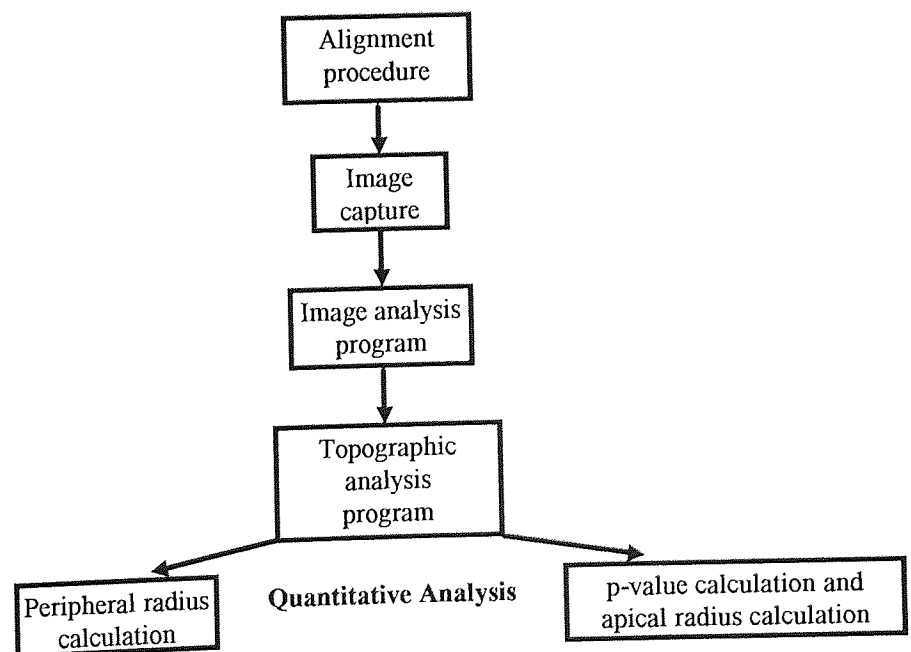 Alignment
procedure
Image
capture
Image analysis
program
Topographic
analysis
program
Peripheral radius
calculation
Quantitative Analysis
p-value calculation and
apical radius calculation